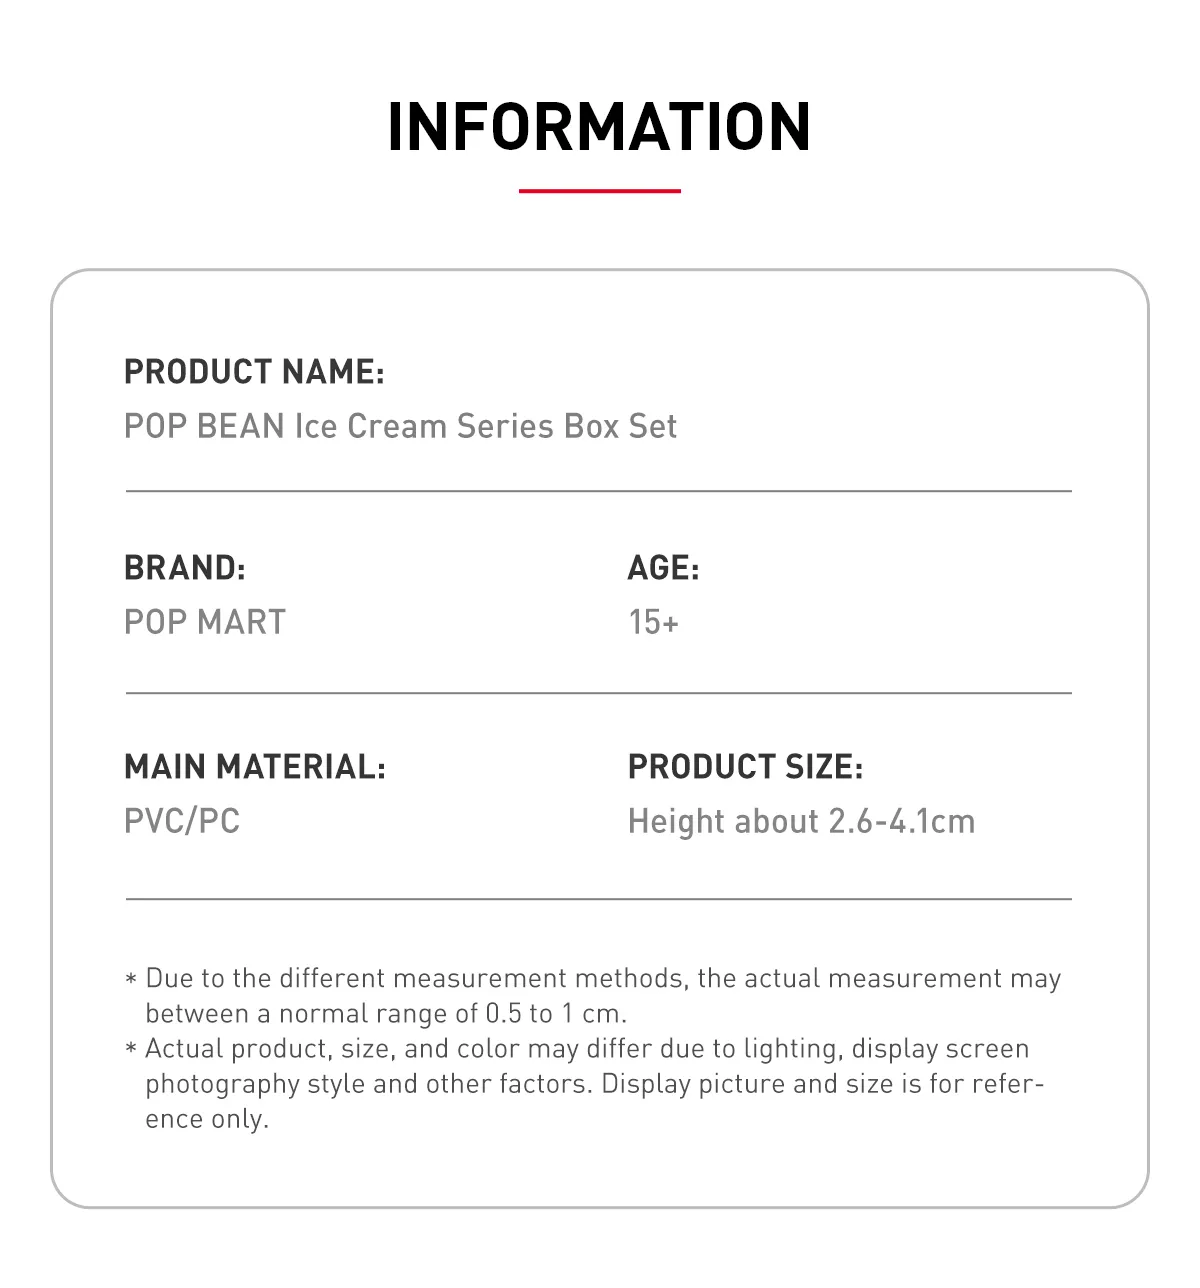 INFORMATION
PRODUCT NAME:
POP BEAN Ice Cream Series Box Set
BRAND:
POP MART
AGE:
15+
MAIN MATERIAL:
PVC/PC
PRODUCT SIZE:
Height about 2.6-4.1cm
* Due to the different measurement methods, the actual measurement may
between a normal range of 0.5 to 1 cm.
* Actual product, size, and color may differ due to lighting, display screen
photography style and other factors. Display picture and size is for refer-
ence only.